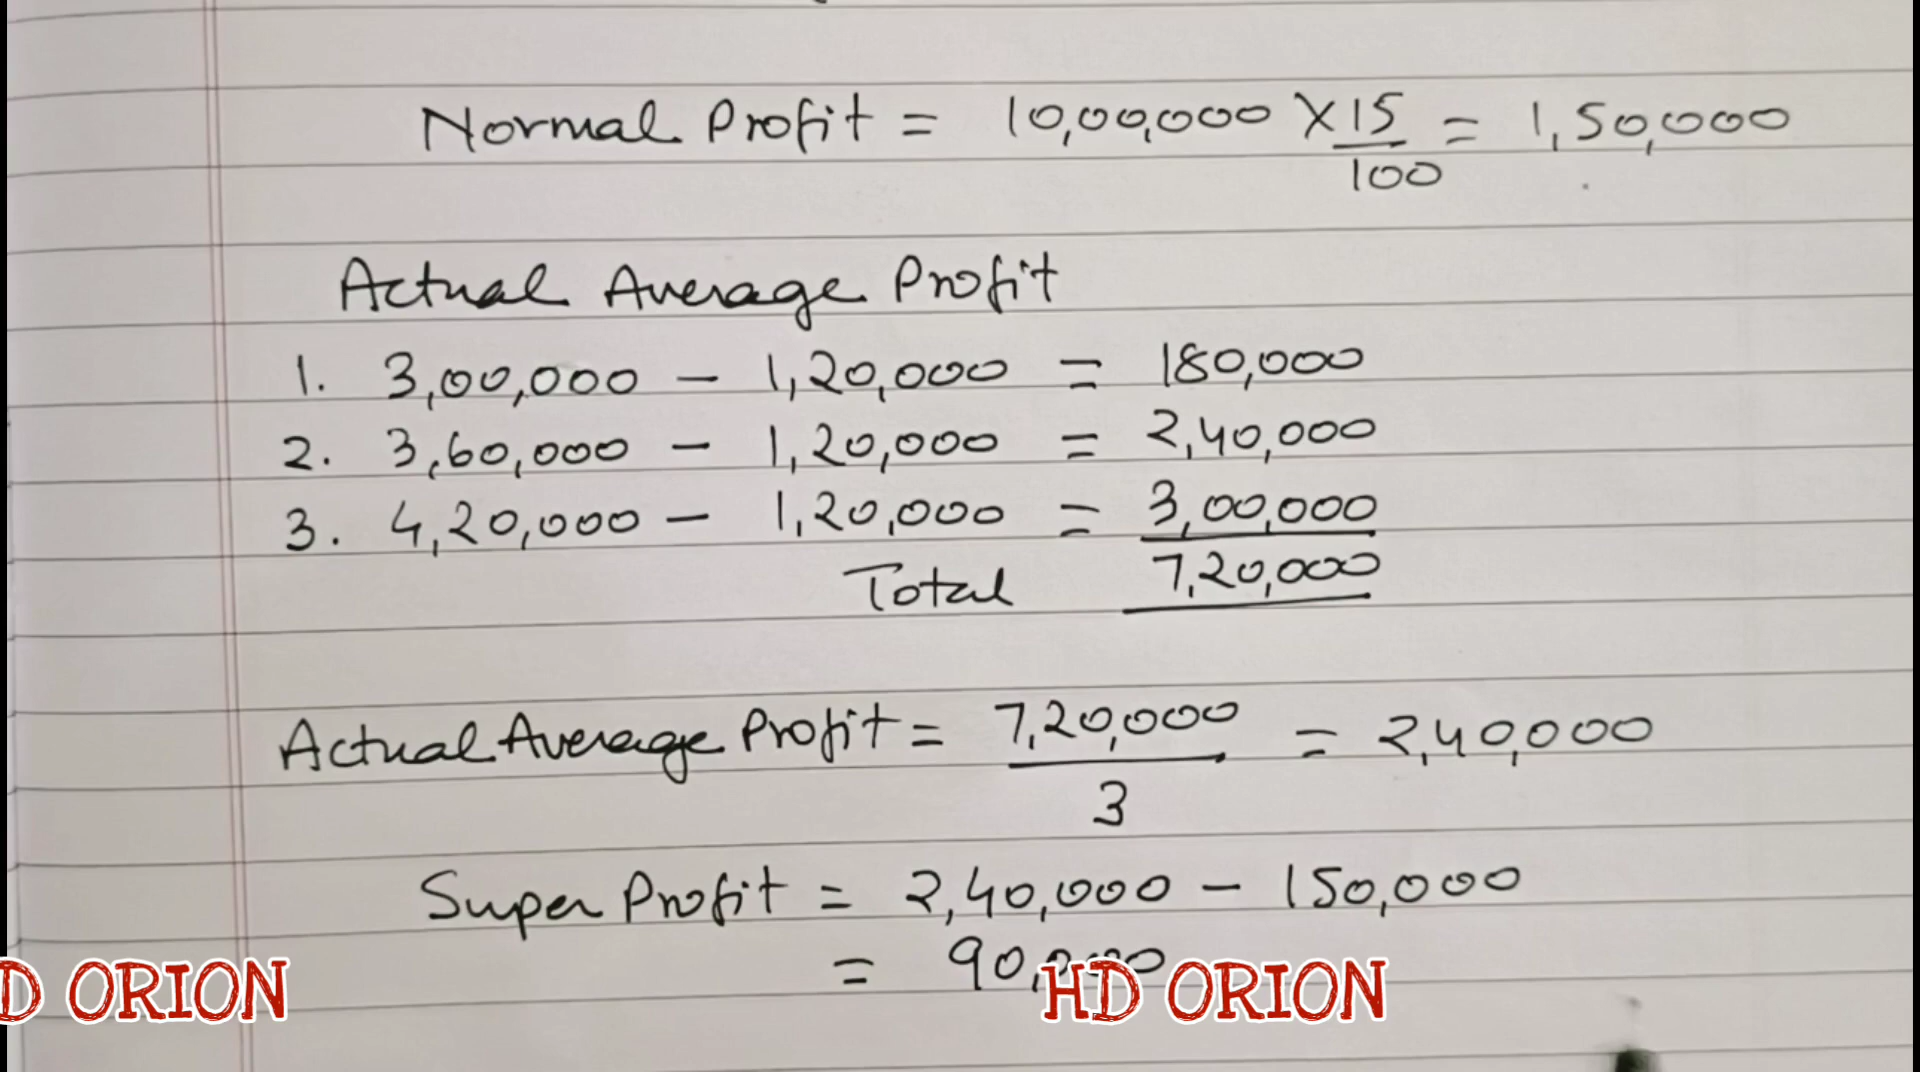 Normal Profit = 10,00,000 X 15/100 = 1,50,000
Actual Average Profit
1. 3,00,000 - 1,20,000 = 180,000
2. 3,60,000 - 1,20,000 = 2,40,000
3. 4,20,000 - 1,20,000 = 3,00,000
Total 7,20,000
Actual Average Profit = 7,20,000/3 = 2,40,000
Super Profit = 2,40,000 - 150,000
= 90,000
D ORION HD ORION